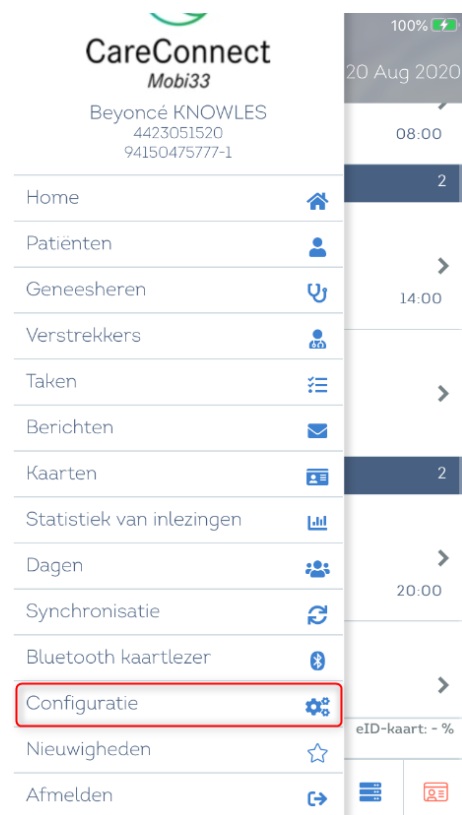 100%
CareConnect
Mobi33
20 Aug 2020
Beyoncé KNOWLES
4423051520
94150475777-1
08:00
2
Home
Patiënten
Geneesheren
14:00
Verstrekkers
Taken
Berichten
Kaarten
2
Statistiek van inlezingen
Dagen
20:00
Synchronisatie
Bluetooth kaartlezer
Configuratie
eID-kaart: - %
Nieuwigheden
Afmelden